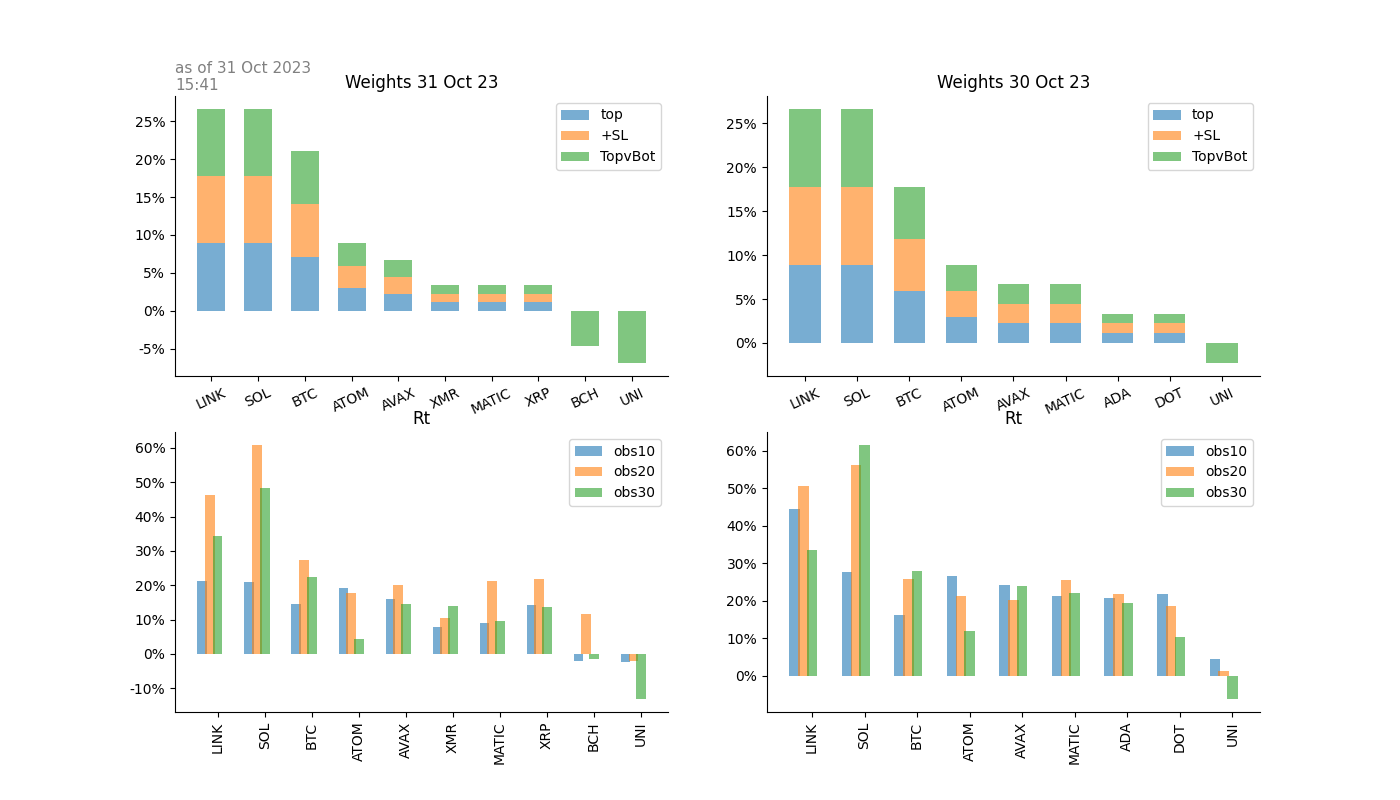 as of 31 Oct 2023
15:41
Weights 31 Oct 23
25%
20%
15%
10%
5%
0%
-5%
top
+SL
TopvBot
LINK SOL BTC ATOM AVAX XMR MATIC XRP BCH UNI
Weights 30 Oct 23
25%
20%
15%
10%
5%
0%
top
+SL
TopvBot
LINK SOL BTC ATOM AVAX MATIC ADA DOT UNI
Rt
60%
50%
40%
30%
20%
10%
0%
-10%
obs10
obs20
obs30
LINK SOL BTC ATOM AVAX XMR MATIC XRP BCH UNI
Rt
60%
50%
40%
30%
20%
10%
0%
obs10
obs20
obs30
LINK SOL BTC ATOM AVAX MATIC ADA DOT UNI